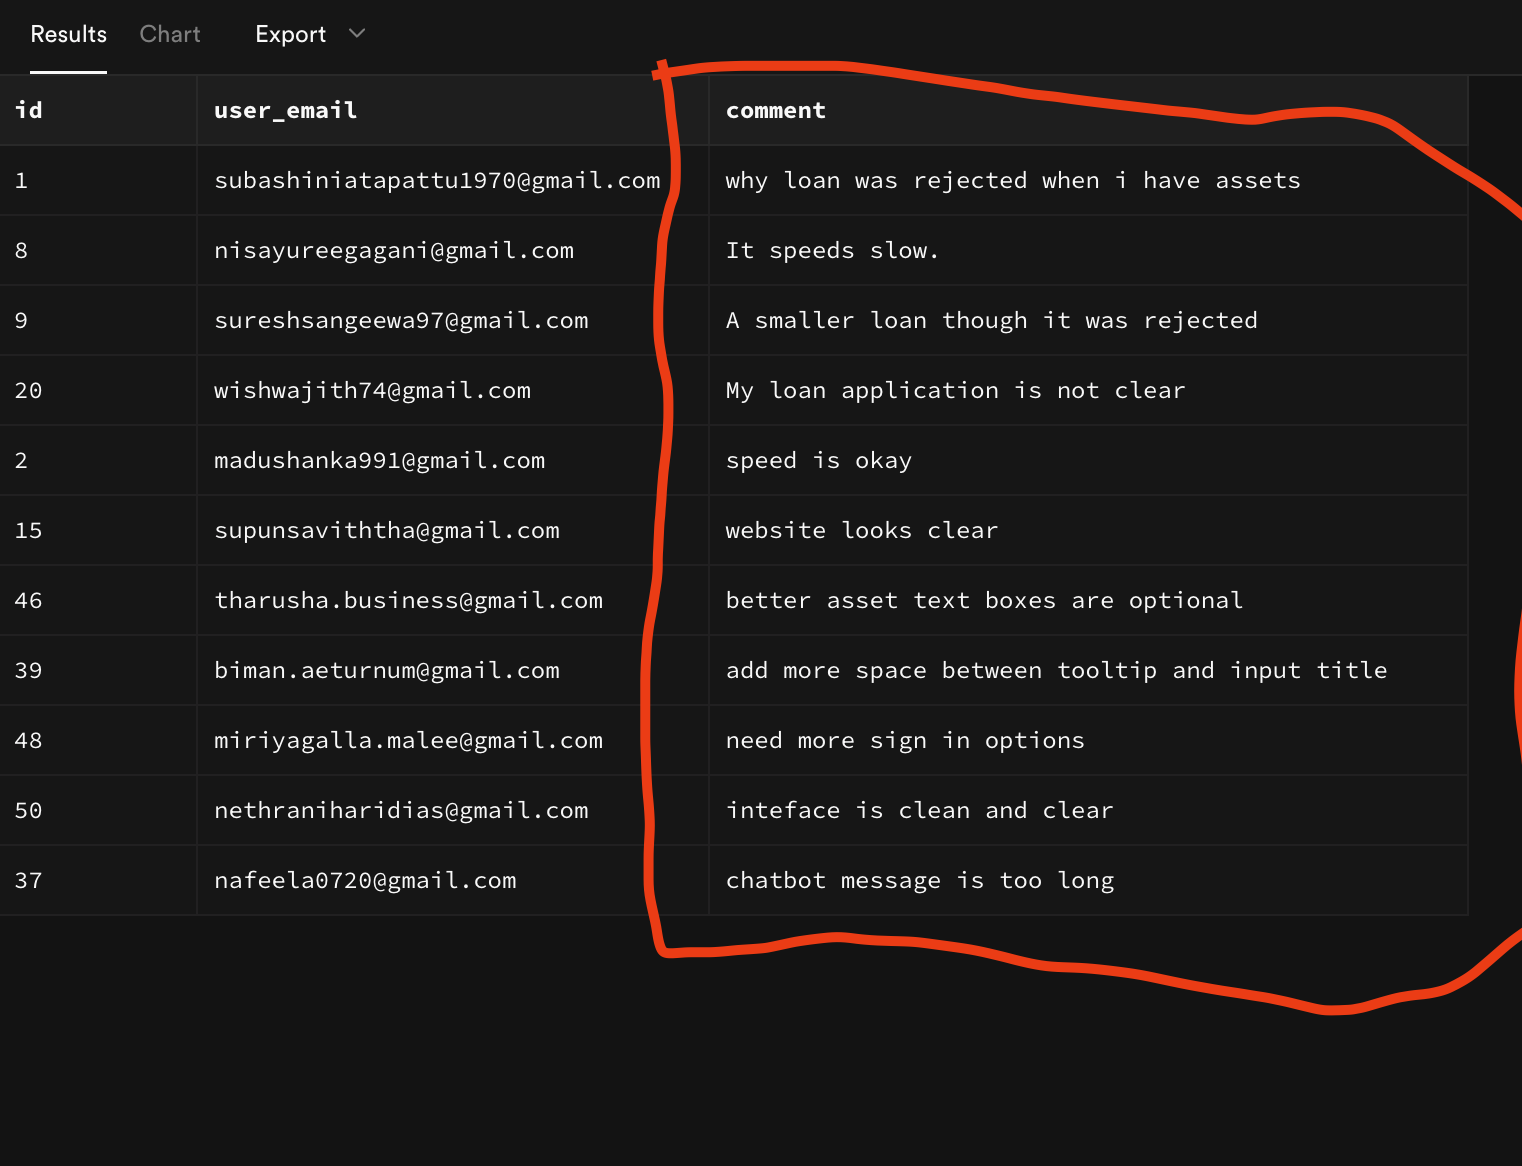 Results Chart Export
id user_email comment
1 subashiniatapattu1970@gmail.com why loan was rejected when i have assets
8 nisayureegagani@gmail.com It speeds slow.
9 sureshsangeewa97@gmail.com A smaller loan though it was rejected
20 wishwajith74@gmail.com My loan application is not clear
2 madushanka991@gmail.com speed is okay
15 supunsaviththa@gmail.com website looks clear
46 tharusha.business@gmail.com better asset text boxes are optional
39 biman.aeturnum@gmail.com add more space between tooltip and input title
48 miriyagalla.malee@gmail.com need more sign in options
50 nethraniharidias@gmail.com inteface is clean and clear
37 nafeela0720@gmail.com chatbot message is too long